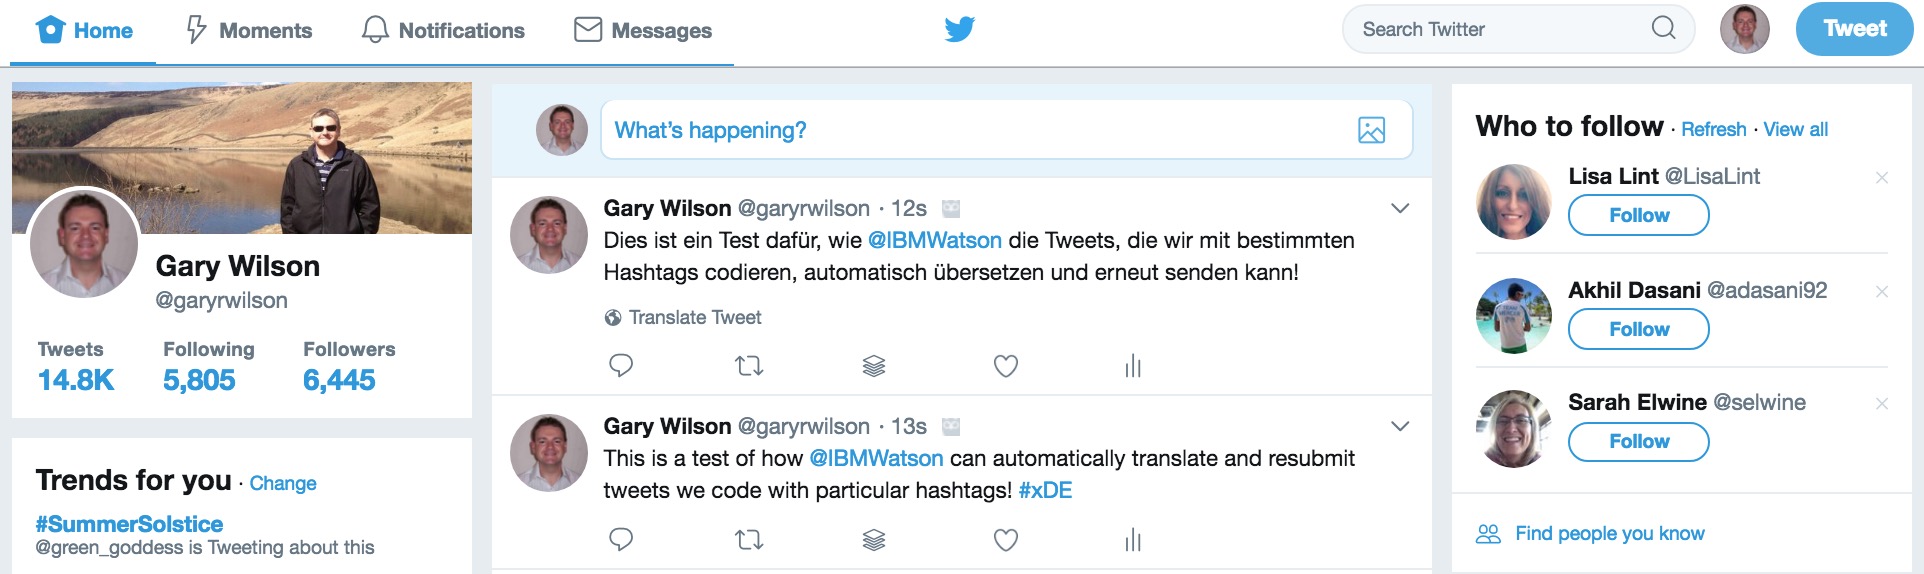 Home Moments Notifications Messages Search Twitter Tweet
Gary Wilson
@garyrwilson
Tweets Following Followers
14.8K 5,805 6,445
Trends for you · Change
#SummerSolstice
@green_goddess is Tweeting about this
What's happening?
Gary Wilson @garyrwilson · 12s
Dies ist ein Test dafür, wie @IBMWatson die Tweets, die wir mit bestimmten
Hashtags codieren, automatisch übersetzen und erneut senden kann!
Translate Tweet
Gary Wilson @garyrwilson · 13s
This is a test of how @IBMWatson can automatically translate and resubmit
tweets we code with particular hashtags! #xDE
Who to follow · Refresh · View all
Lisa Lint @LisaLint
Follow
Akhil Dasani @adasani92
Follow
Sarah Elwine @selwine
Follow
Find people you know